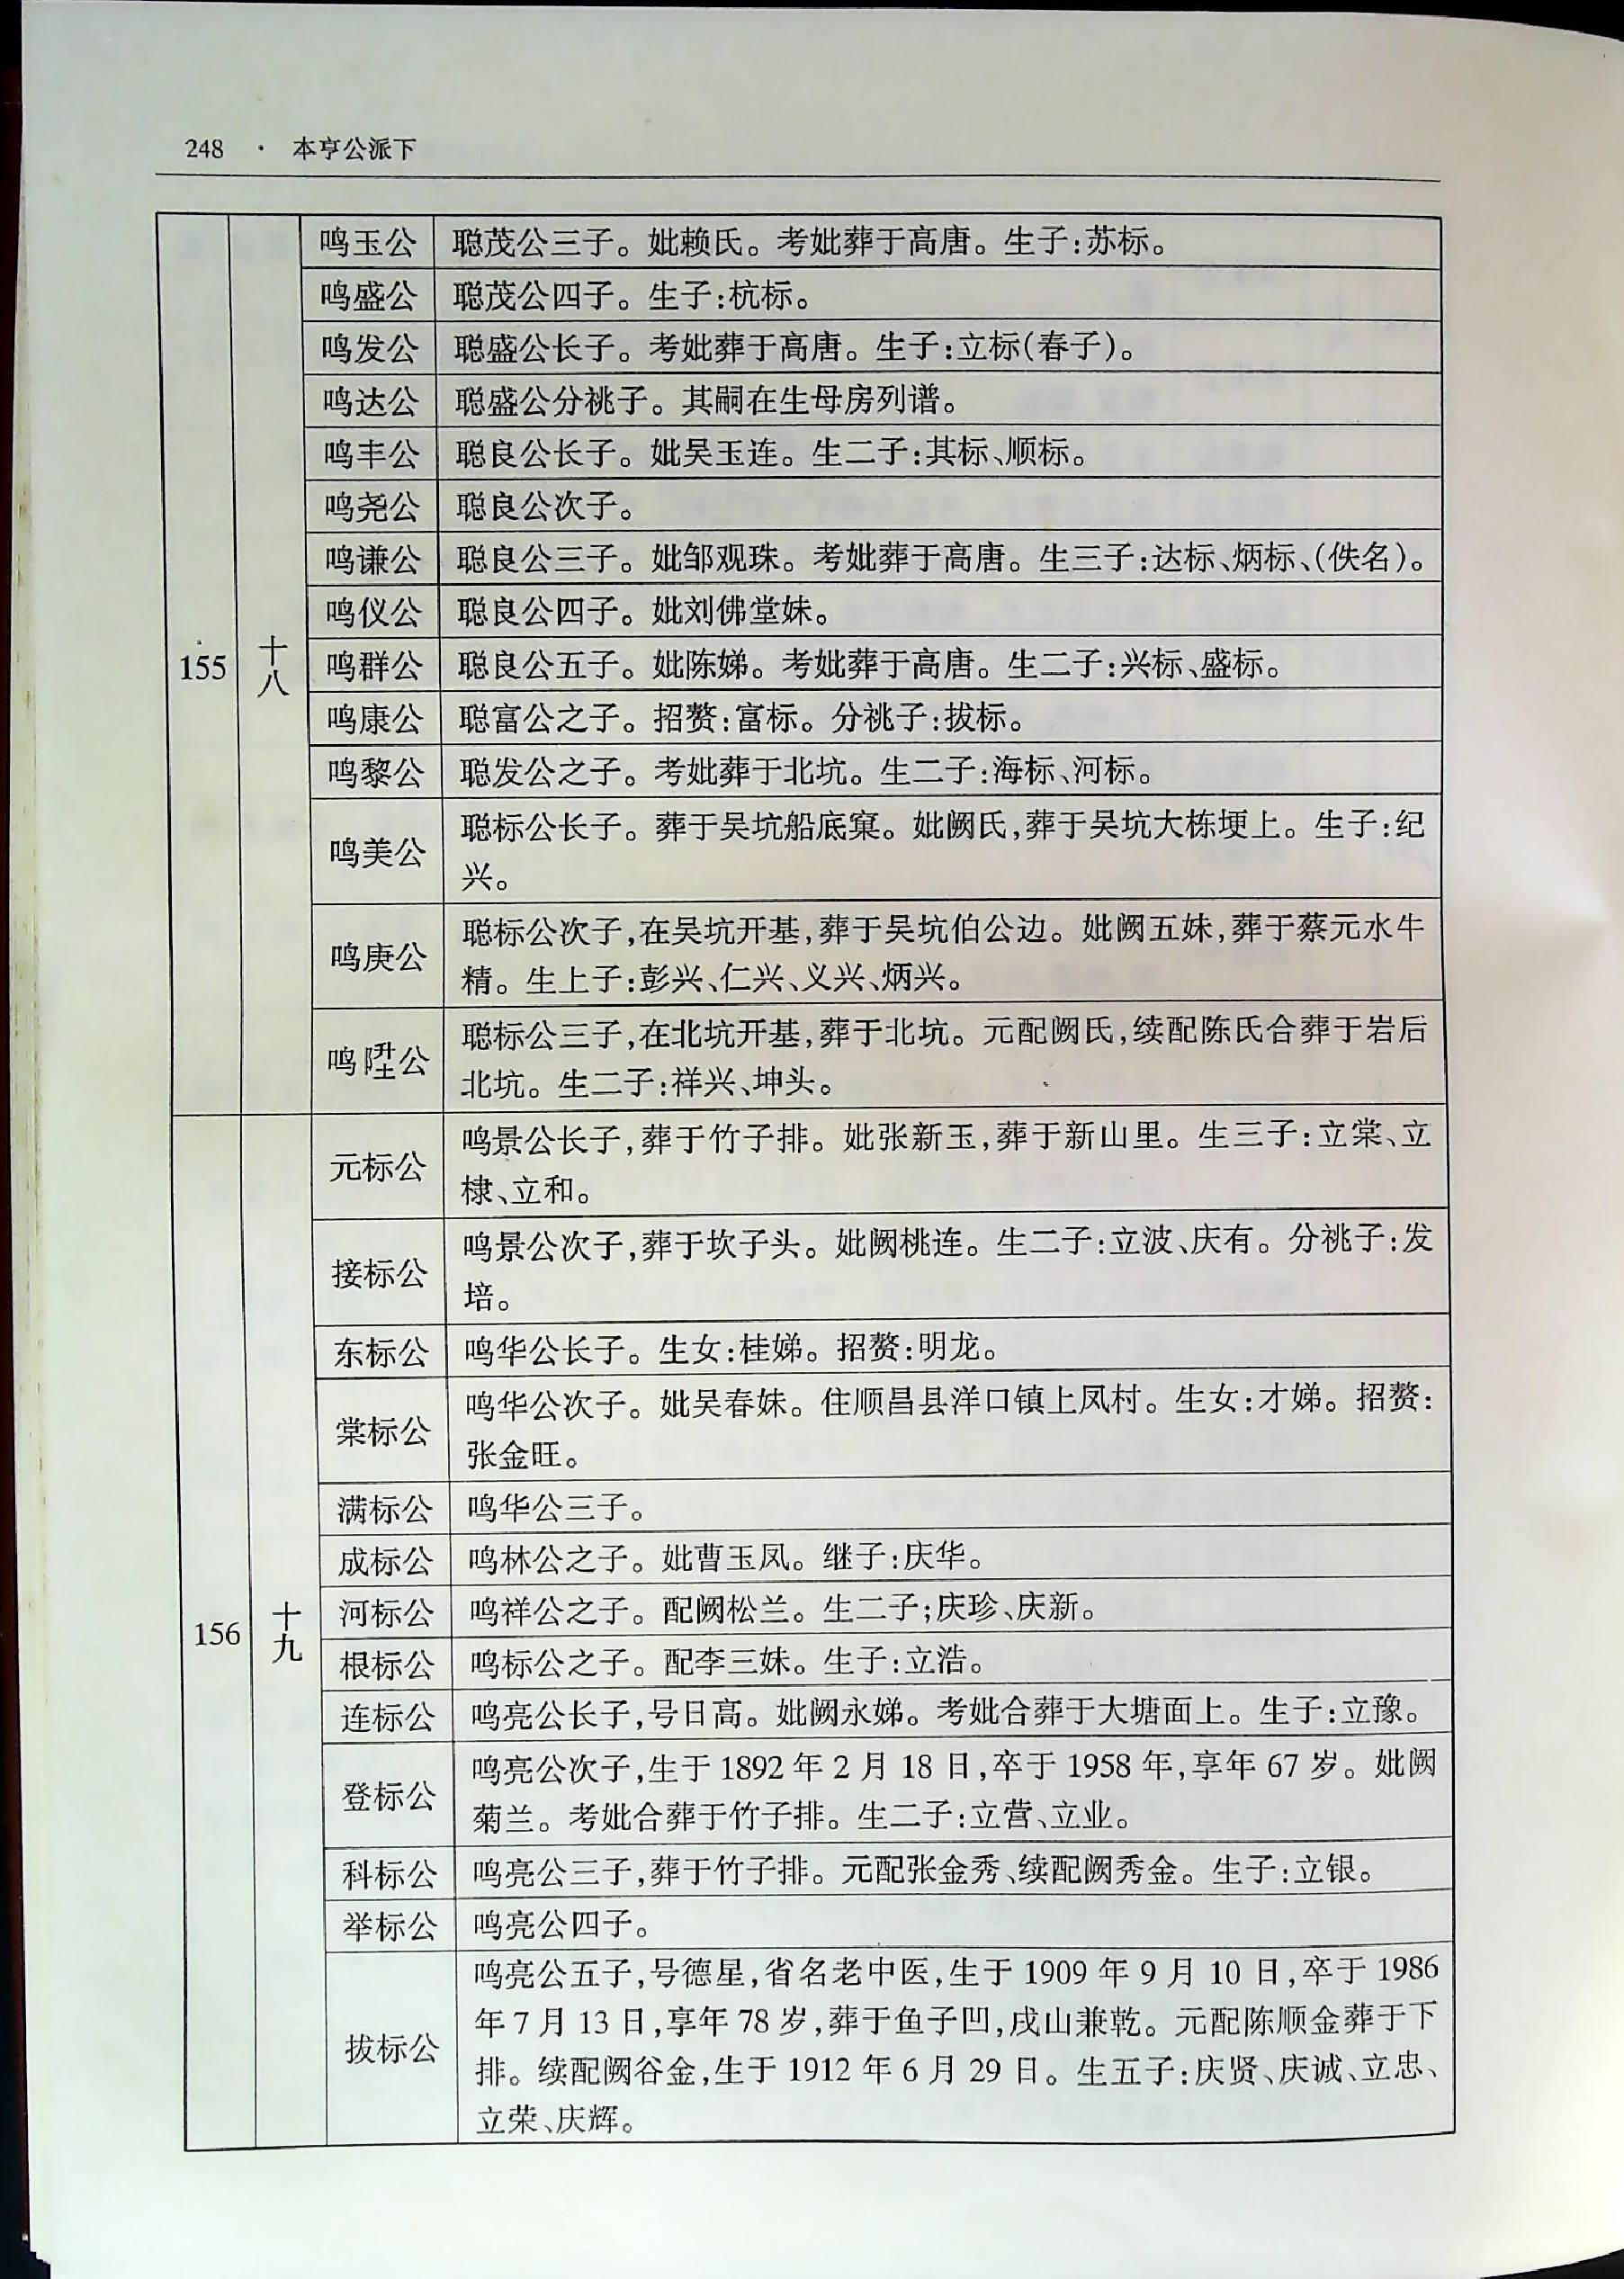 248 · 本亨公派下
鸣玉公 聪茂公三子。妣赖氏。考妣葬于高唐。生子:苏标。
鸣盛公 聪茂公四子。生子:杭标。
鸣发公 聪盛公长子。考妣葬于高唐。生子:立标(春子)。
鸣达公 聪盛公分祧子。其嗣在生母房列谱。
鸣丰公 聪良公长子。妣吴玉连。生二子:其标、顺标。
鸣尧公 聪良公次子。
鸣谦公 聪良公三子。妣邹观珠。考妣葬于高唐。生三子:达标、炳标、(佚名)。
鸣仪公 聪良公四子。妣刘佛堂妹。
155 十八 鸣群公 聪良公五子。妣陈娣。考妣葬于高唐。生二子:兴标、盛标。
鸣康公 聪富公之子。招赘:富标。分祧子:拔标。
鸣黎公 聪发公之子。考妣葬于北坑。生二子:海标、河标。
鸣美公 聪标公长子。葬于吴坑船底窠。妣阙氏,葬于吴坑大栋埂上。生子:纪
兴。
鸣庚公 聪标公次子,在吴坑开基,葬于吴坑伯公边。妣阙五妹,葬于蔡元水牛
精。生上子:彭兴、仁兴、义兴、炳兴。
鸣陞公 聪标公三子,在北坑开基,葬于北坑。元配阙氏,续配陈氏合葬于岩后
北坑。生二子:祥兴、坤头。
元标公 鸣景公长子,葬于竹子排。妣张新玉,葬于新山里。生三子:立棠、立
棣、立和。
接标公 鸣景公次子,葬于坎子头。妣阙桃连。生二子:立波、庆有。分祧子:发
培。
东标公 鸣华公长子。生女:桂娣。招赘:明龙。
棠标公 鸣华公次子。妣吴春妹。住顺昌县洋口镇上凤村。生女:才娣。招赘:
张金旺。
满标公 鸣华公三子。
成标公 鸣林公之子。妣曹玉凤。继子:庆华。
156 十九 河标公 鸣祥公之子。配阙松兰。生二子;庆珍、庆新。
根标公 鸣标公之子。配李三妹。生子:立浩。
连标公 鸣亮公长子,号日高。妣阙永娣。考妣合葬于大塘面上。生子:立豫。
登标公 鸣亮公次子,生于1892年2月18日,卒于1958年,享年67岁。妣阙
菊兰。考妣合葬于竹子排。生二子:立营、立业。
科标公 鸣亮公三子,葬于竹子排。元配张金秀、续配阙秀金。生子:立银。
举标公 鸣亮公四子。
拔标公 鸣亮公五子,号德星,省名老中医,生于1909年9月10日,卒于1986
年7月13日,享年78岁,葬于鱼子凹,戌山兼乾。元配陈顺金葬于下
排。续配阙谷金,生于1912年6月29日。生五子:庆贤、庆诚、立忠、
立荣、庆辉。